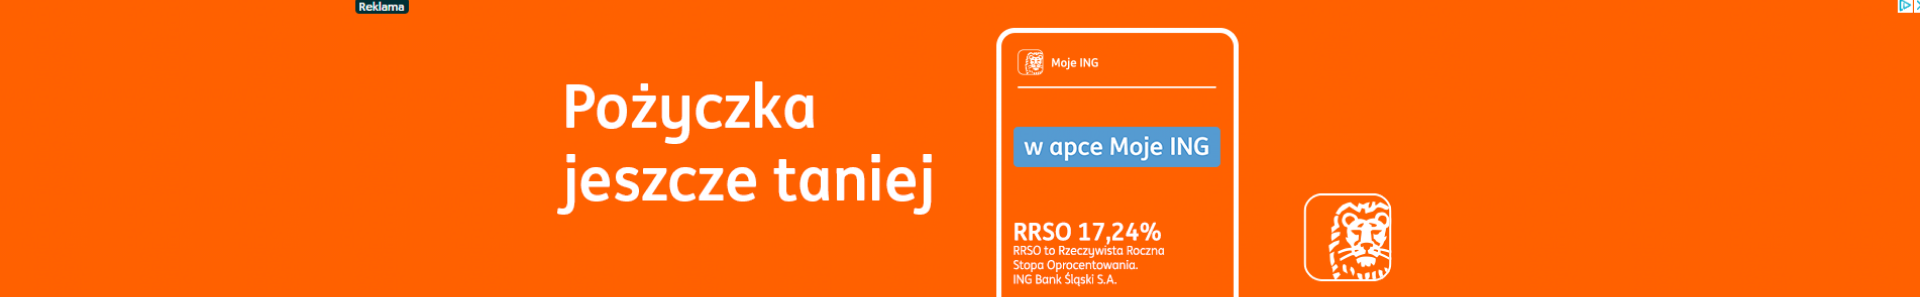 Reklama
Pożyczka
jeszcze taniej
Moje ING
w apce Moje ING
RRSO 17,24%
RRSO to Rzeczywista Roczna
Stopa Oprocentowania.
ING Bank Śląski S.A.